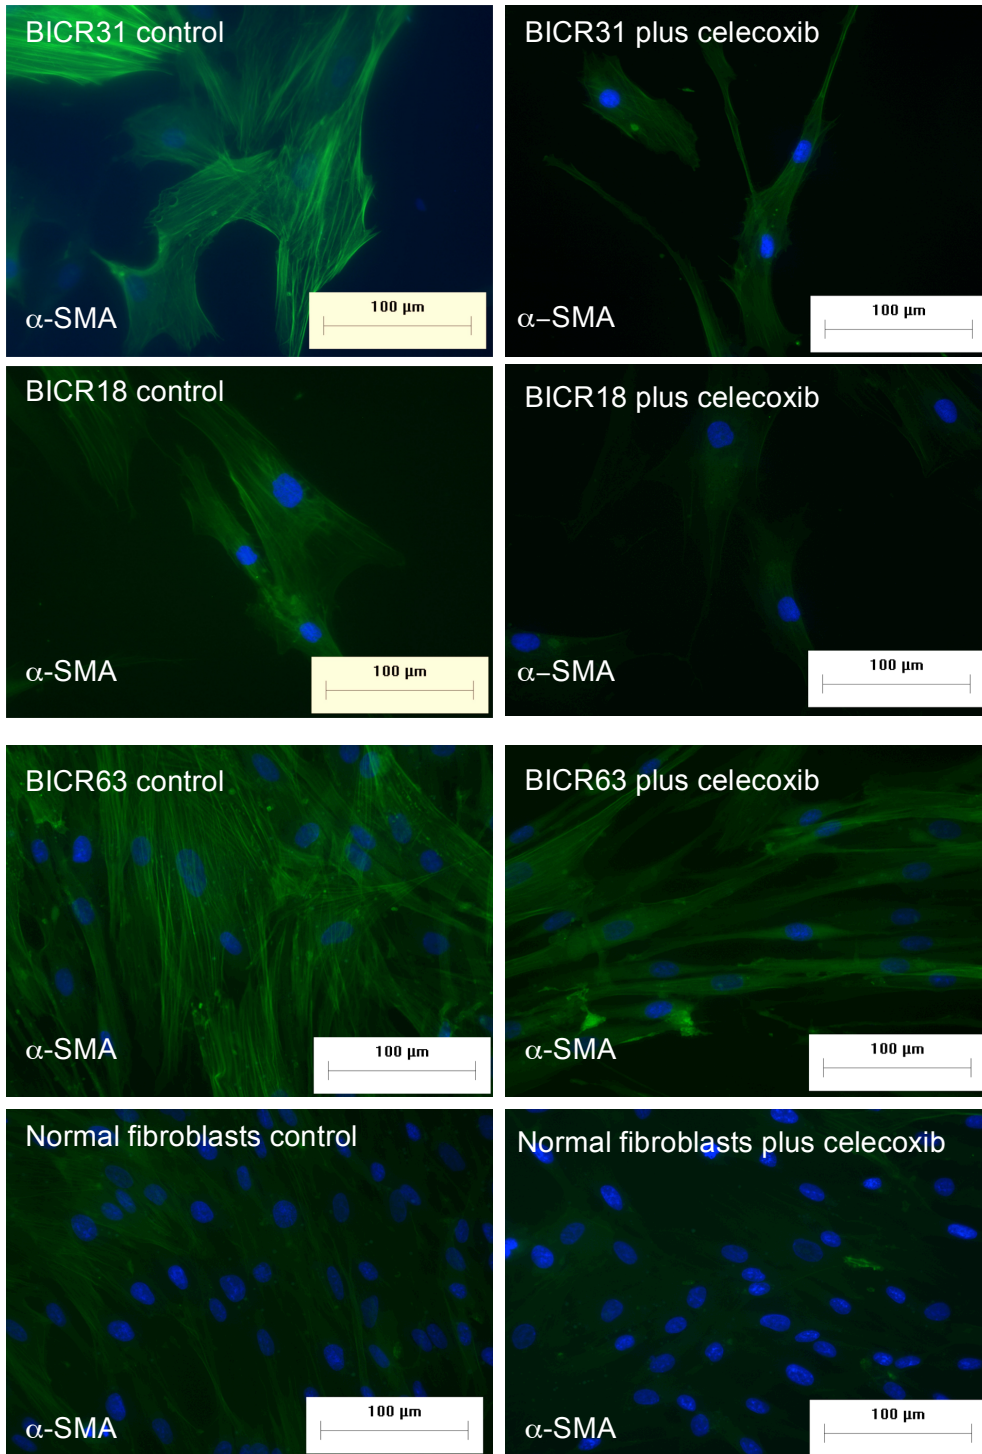 BICR31 control
α-SMA
100 µm
BICR31 plus celecoxib
α–SMA
100 µm
BICR18 control
α-SMA
100 µm
BICR18 plus celecoxib
α–SMA
100 µm
BICR63 control
α-SMA
100 µm
BICR63 plus celecoxib
α-SMA
100 µm
Normal fibroblasts control
α-SMA
100 µm
Normal fibroblasts plus celecoxib
α-SMA
100 µm